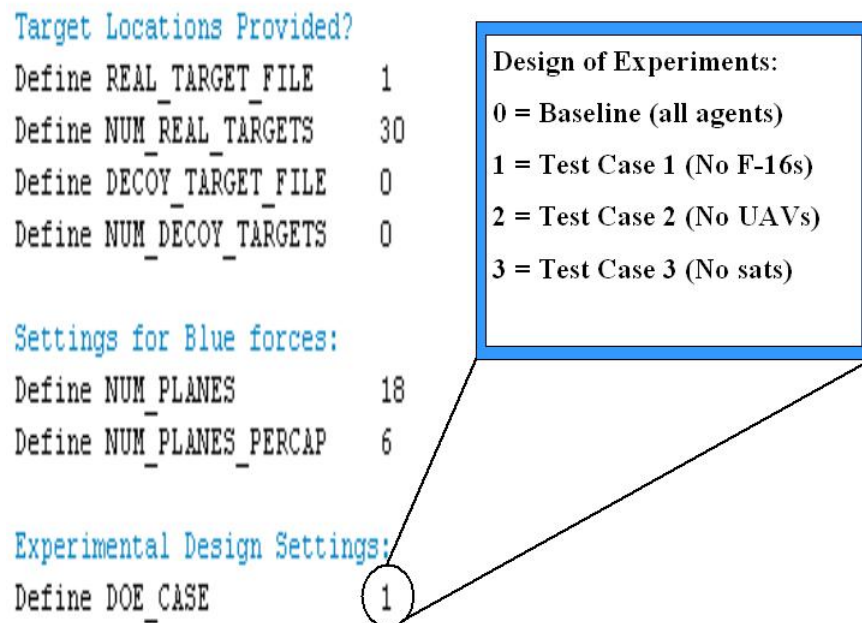 Target Locations Provided?
Define REAL_TARGET_FILE 1
Define NUM_REAL_TARGETS 30
Define DECOY_TARGET_FILE 0
Define NUM_DECOY_TARGETS 0
Settings for Blue forces:
Define NUM_PLANES 18
Define NUM_PLANES_PERCAP 6
Experimental Design Settings:
Define DOE_CASE 1
Design of Experiments:
0 = Baseline (all agents)
1 = Test Case 1 (No F-16s)
2 = Test Case 2 (No UAVs)
3 = Test Case 3 (No sats)